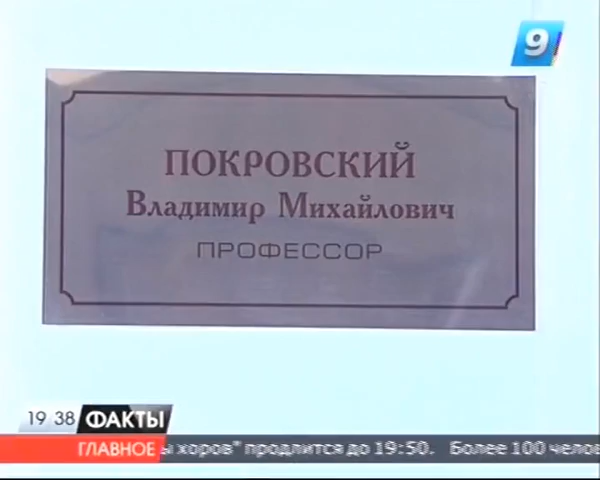 9
ПОКРОВСКИЙ
Владимир Михайлович
ПРОФЕССОР
19 38 ФАКТЫ
ГЛАВНОЕ ы хоров" продлится до 19:50. Более 100 челов